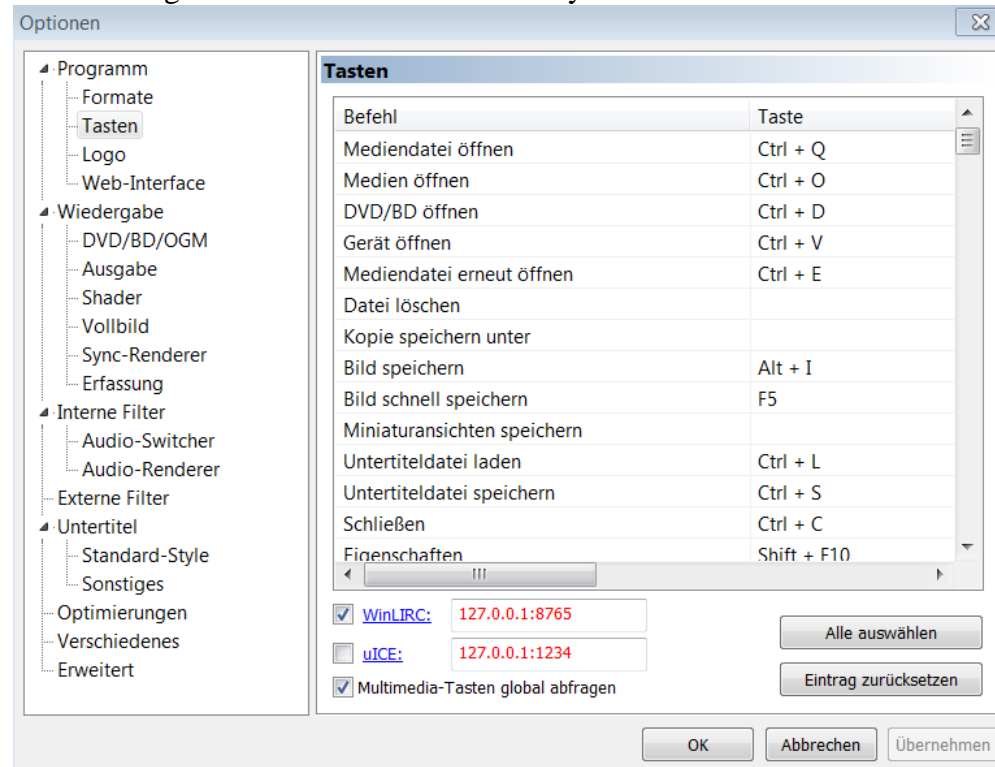 Optionen
Programm
Formate
Tasten
Logo
Web-Interface
Wiedergabe
DVD/BD/OGM
Ausgabe
Shader
Vollbild
Sync-Renderer
Erfassung
Interne Filter
Audio-Switcher
Audio-Renderer
Externe Filter
Untertitel
Standard-Style
Sonstiges
Optimierungen
Verschiedenes
Erweitert
Tasten
Befehl Taste
Mediendatei öffnen Ctrl + Q
Medien öffnen Ctrl + O
DVD/BD öffnen Ctrl + D
Gerät öffnen Ctrl + V
Mediendatei erneut öffnen Ctrl + E
Datei löschen
Kopie speichern unter
Bild speichern Alt + I
Bild schnell speichern F5
Miniaturansichten speichern
Untertiteldatei laden Ctrl + L
Untertiteldatei speichern Ctrl + S
Schließen Ctrl + C
Eigenschaften Shift + F10
WinLIRC: 127.0.0.1:8765
uICE: 127.0.0.1:1234
Multimedia-Tasten global abfragen
Alle auswählen
Eintrag zurücksetzen
OK Abbrechen Übernehmen